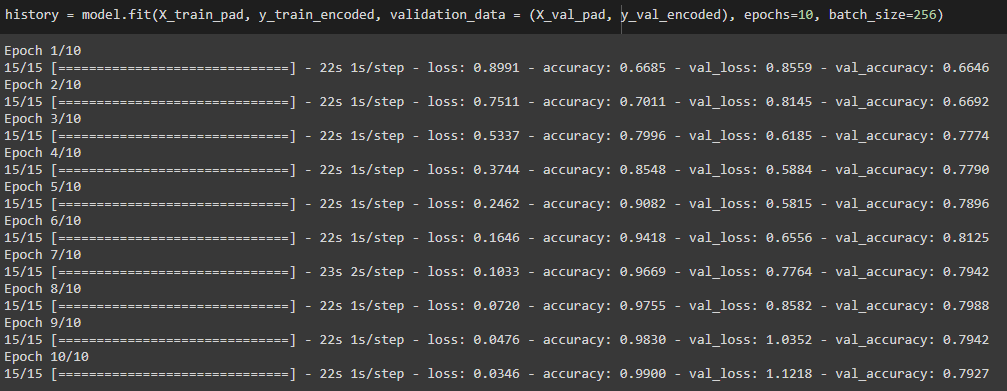 history = model.fit(X_train_pad, y_train_encoded, validation_data = (X_val_pad, y_val_encoded), epochs=10, batch_size=256)
Epoch 1/10
15/15 [==============================] - 22s 1s/step - loss: 0.8991 - accuracy: 0.6685 - val_loss: 0.8559 - val_accuracy: 0.6646
Epoch 2/10
15/15 [==============================] - 22s 1s/step - loss: 0.7511 - accuracy: 0.7011 - val_loss: 0.8145 - val_accuracy: 0.6692
Epoch 3/10
15/15 [==============================] - 22s 1s/step - loss: 0.5337 - accuracy: 0.7996 - val_loss: 0.6185 - val_accuracy: 0.7774
Epoch 4/10
15/15 [==============================] - 22s 1s/step - loss: 0.3744 - accuracy: 0.8548 - val_loss: 0.5884 - val_accuracy: 0.7790
Epoch 5/10
15/15 [==============================] - 22s 1s/step - loss: 0.2462 - accuracy: 0.9082 - val_loss: 0.5815 - val_accuracy: 0.7896
Epoch 6/10
15/15 [==============================] - 22s 1s/step - loss: 0.1646 - accuracy: 0.9418 - val_loss: 0.6556 - val_accuracy: 0.8125
Epoch 7/10
15/15 [==============================] - 23s 2s/step - loss: 0.1033 - accuracy: 0.9669 - val_loss: 0.7764 - val_accuracy: 0.7942
Epoch 8/10
15/15 [==============================] - 22s 1s/step - loss: 0.0720 - accuracy: 0.9755 - val_loss: 0.8582 - val_accuracy: 0.7988
Epoch 9/10
15/15 [==============================] - 22s 1s/step - loss: 0.0476 - accuracy: 0.9830 - val_loss: 1.0352 - val_accuracy: 0.7942
Epoch 10/10
15/15 [==============================] - 22s 1s/step - loss: 0.0346 - accuracy: 0.9900 - val_loss: 1.1218 - val_accuracy: 0.7927